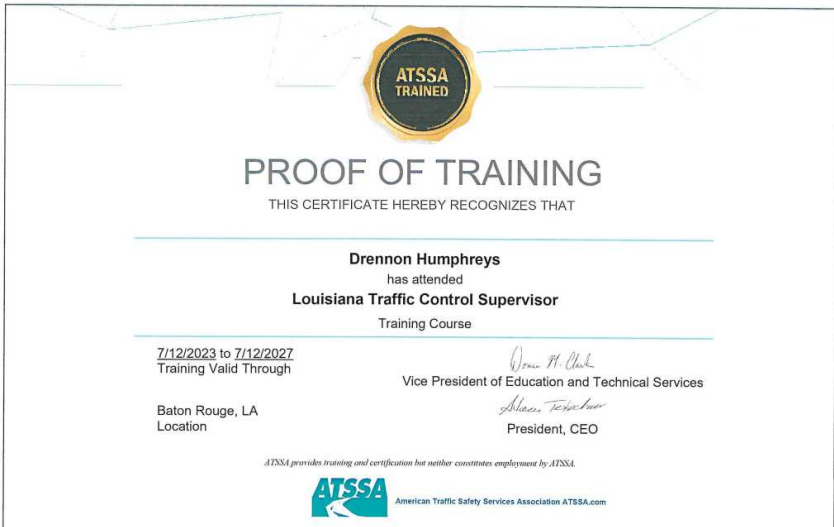 ATSSA
TRAINED
PROOF OF TRAINING
THIS CERTIFICATE HEREBY RECOGNIZES THAT
Drennon Humphreys
has attended
Louisiana Traffic Control Supervisor
Training Course
7/12/2023 to 7/12/2027
Training Valid Through
Donna M. Clark
Vice President of Education and Technical Services
Baton Rouge, LA
Location
President, CEO
ATSSA provides training and certification but neither constitutes employment by ATSSA.
ATSSA
American Traffic Safety Services Association ATSSA.com